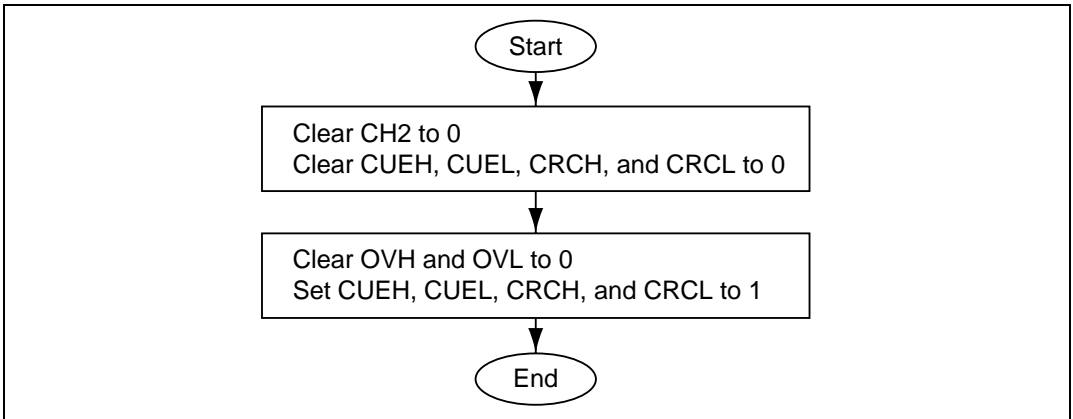 Start
Clear CH2 to 0
Clear CUEH, CUEL, CRCH, and CRCL to 0
Clear OVH and OVL to 0
Set CUEH, CUEL, CRCH, and CRCL to 1
End